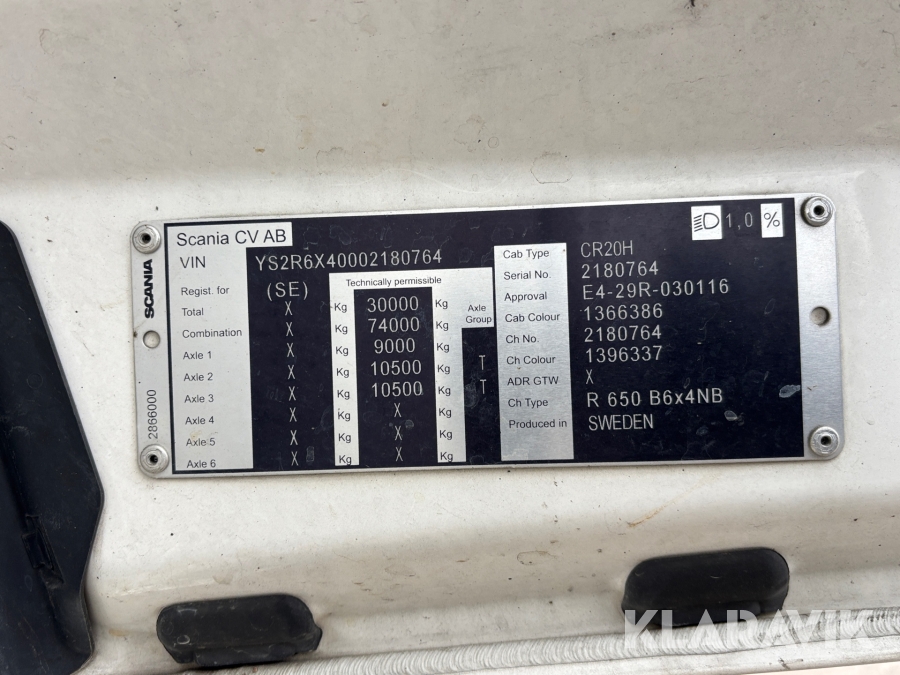 Scania CV AB
1,0 %
VIN YS2R6X40002180764
Cab Type CR20H
Regist. for (SE)
Technically permissible
Serial No. 2180764
Total X Kg 30000 Kg
Axle Group
Approval E4-29R-030116
Combination X Kg 74000 Kg
Cab Colour 1366386
Axle 1 X Kg 9000 Kg
Ch No. 2180764
Axle 2 X Kg 10500 Kg T
Ch Colour 1396337
Axle 3 X Kg 10500 Kg T
ADR GTW X
Axle 4 X Kg X Kg
Ch Type R 650 B6x4NB
Axle 5 X Kg X Kg
Produced in SWEDEN
Axle 6 X Kg X Kg
SCANIA
2866000
KLARAVIK